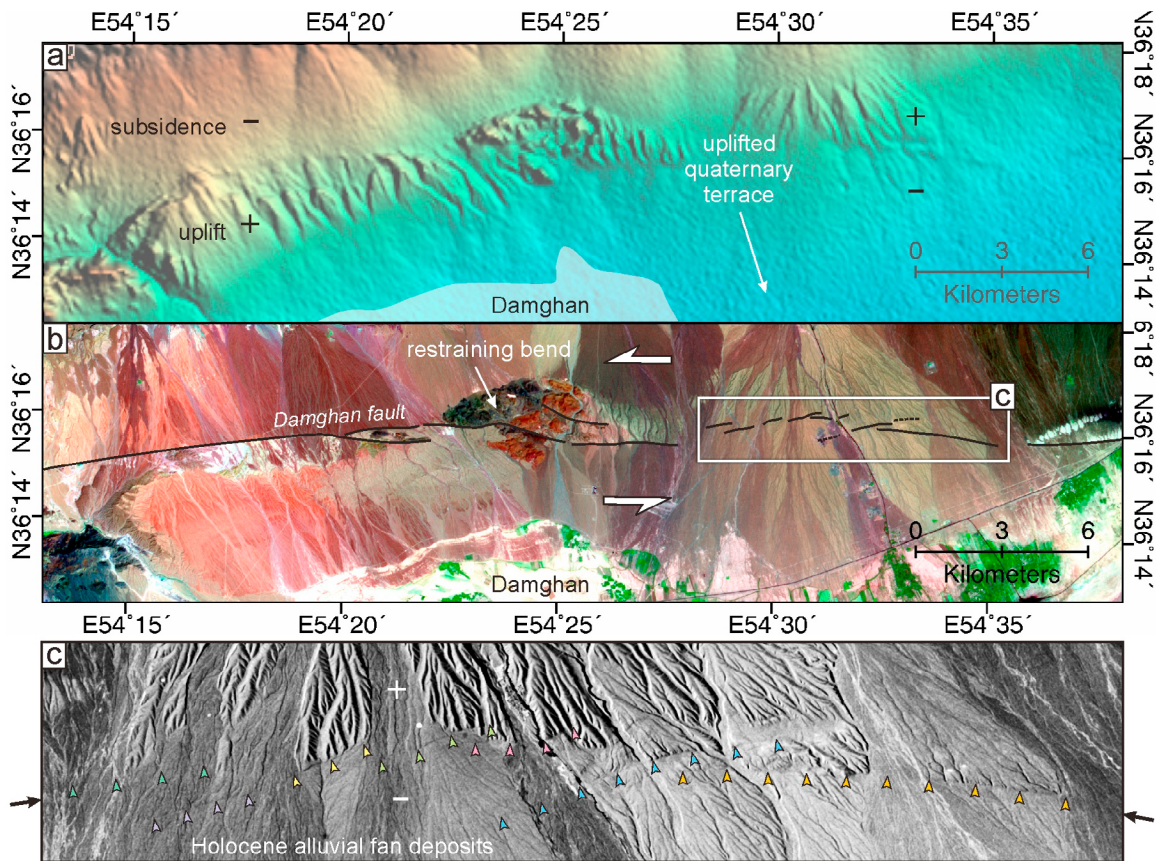 E54°15´ E54°20´ E54°25´ E54°30´ E54°35´
a
N36°18´
N36°16´
subsidence
−
+
uplifted
quaternary
terrace
N36°16´
−
N36°14´
uplift +
0 3 6
Kilometers
N36°14´
Damghan
b
6°18´
restraining bend
N36°16´
Damghan fault
c
N36°16´
N36°14´
0 3 6
Kilometers
N36°14´
Damghan
E54°15´ E54°20´ E54°25´ E54°30´ E54°35´
c
+
−
Holocene alluvial fan deposits